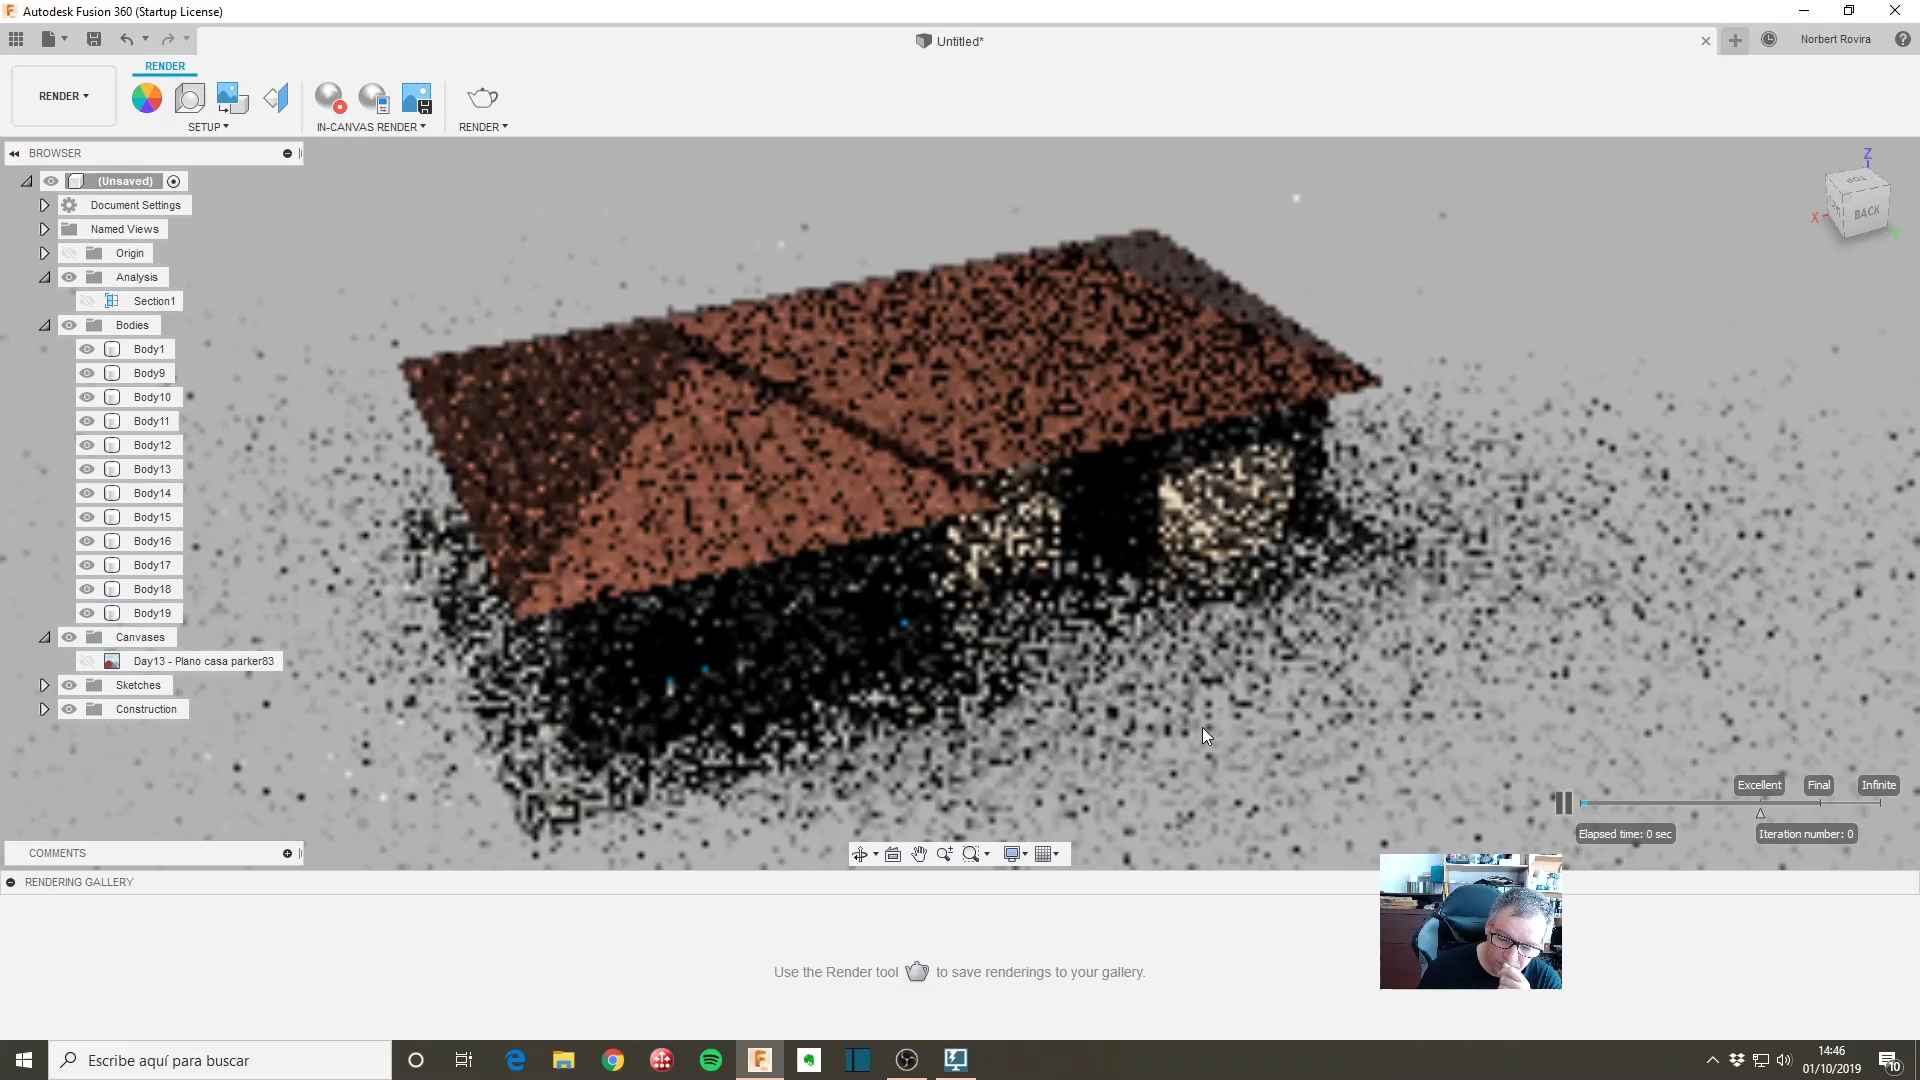 Autodesk Fusion 360 (Startup License)
Untitled*
Norbert Rovira
RENDER
RENDER
SETUP
IN-CANVAS RENDER
RENDER
BROWSER
(Unsaved)
Document Settings
Named Views
Origin
Analysis
Section1
Bodies
Body1
Body9
Body10
Body11
Body12
Body13
Body14
Body15
Body16
Body17
Body18
Body19
Canvases
Day13 - Plano casa parker83
Sketches
Construction
Z
TOP
BACK
X
Excellent
Final
Infinite
Elapsed time: 0 sec
Iteration number: 0
COMMENTS
RENDERING GALLERY
Use the Render tool to save renderings to your gallery.
Escribe aquí para buscar
14:46
01/10/2019
10